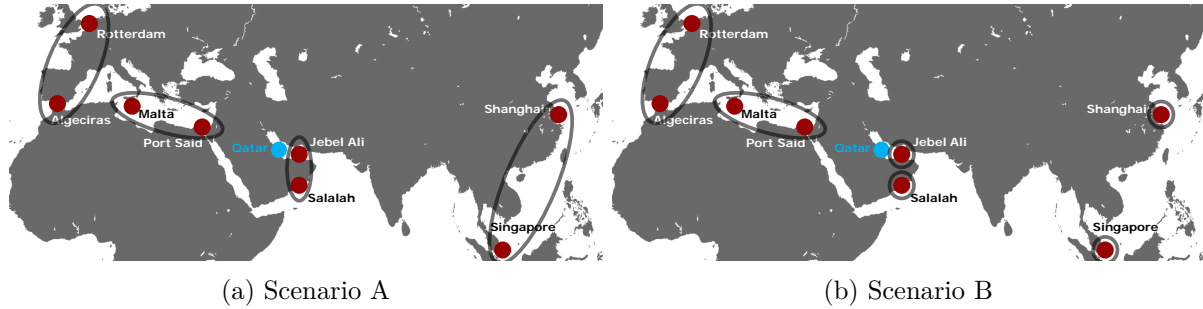 Rotterdam
Shanghai
Algeciras
Malta
Port Said
Qatar
Jebel Ali
Salalah
Singapore
(a) Scenario A
Rotterdam
Shanghai
Algeciras
Malta
Port Said
Qatar
Jebel Ali
Salalah
Singapore
(b) Scenario B